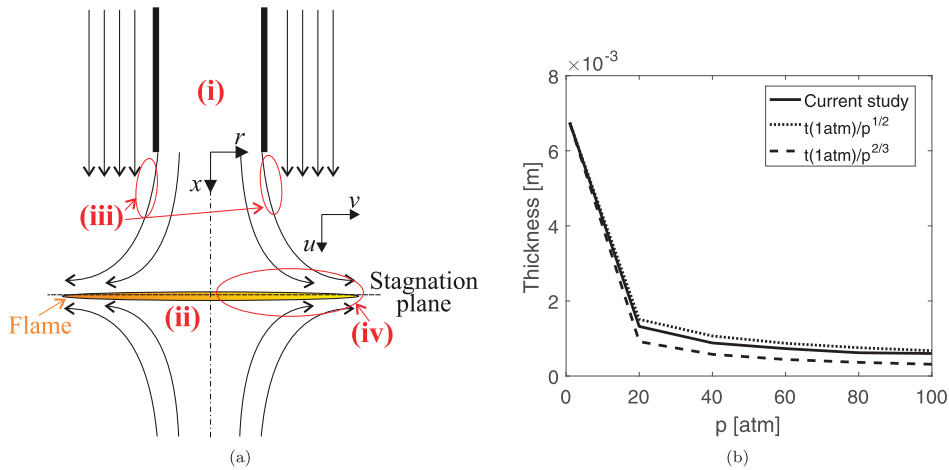 (i)
r
x
(iii)
v
u
Stagnation
plane
(ii)
(iv)
Flame
(a)
×10⁻³
8
6
4
2
0
Thickness [m]
Current study
t(1atm)/p^{1/2}
t(1atm)/p^{2/3}
0 20 40 60 80 100
p [atm]
(b)